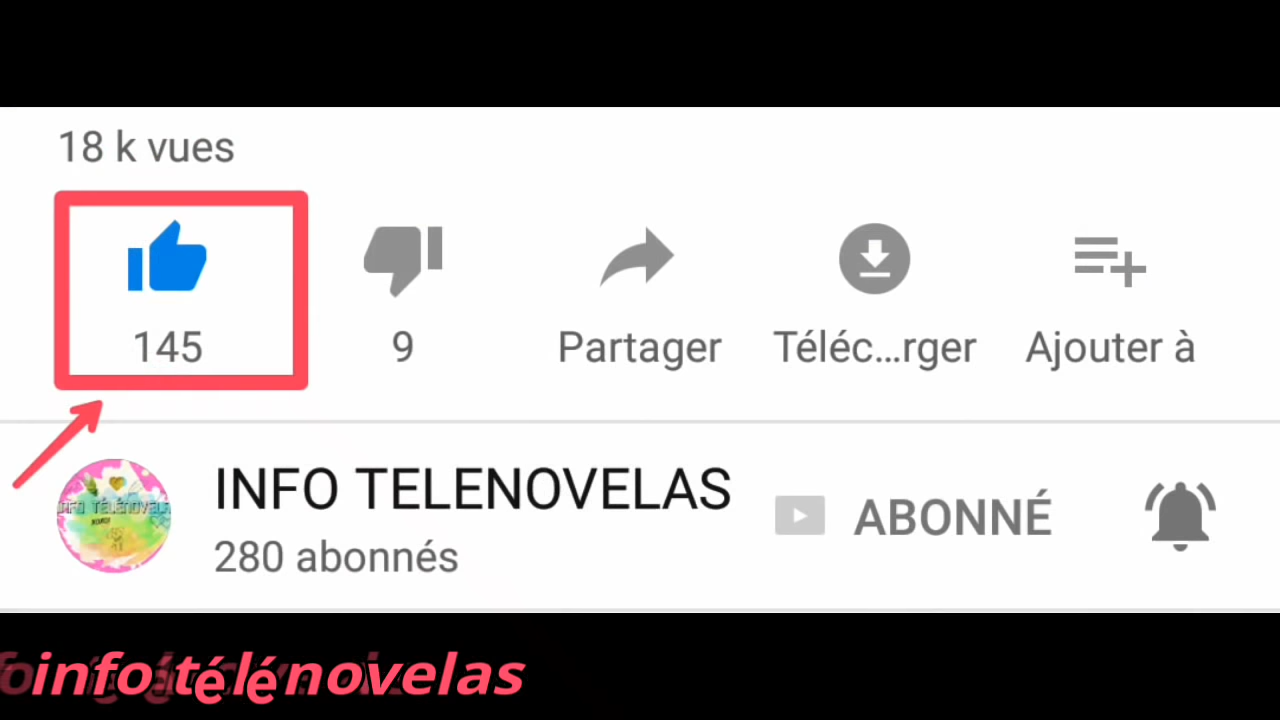 18 k vues
145
9
Partager
Téléc...rger
Ajouter à
INFO TELENOVELAS
280 abonnés
ABONNÉ
info télénovelas